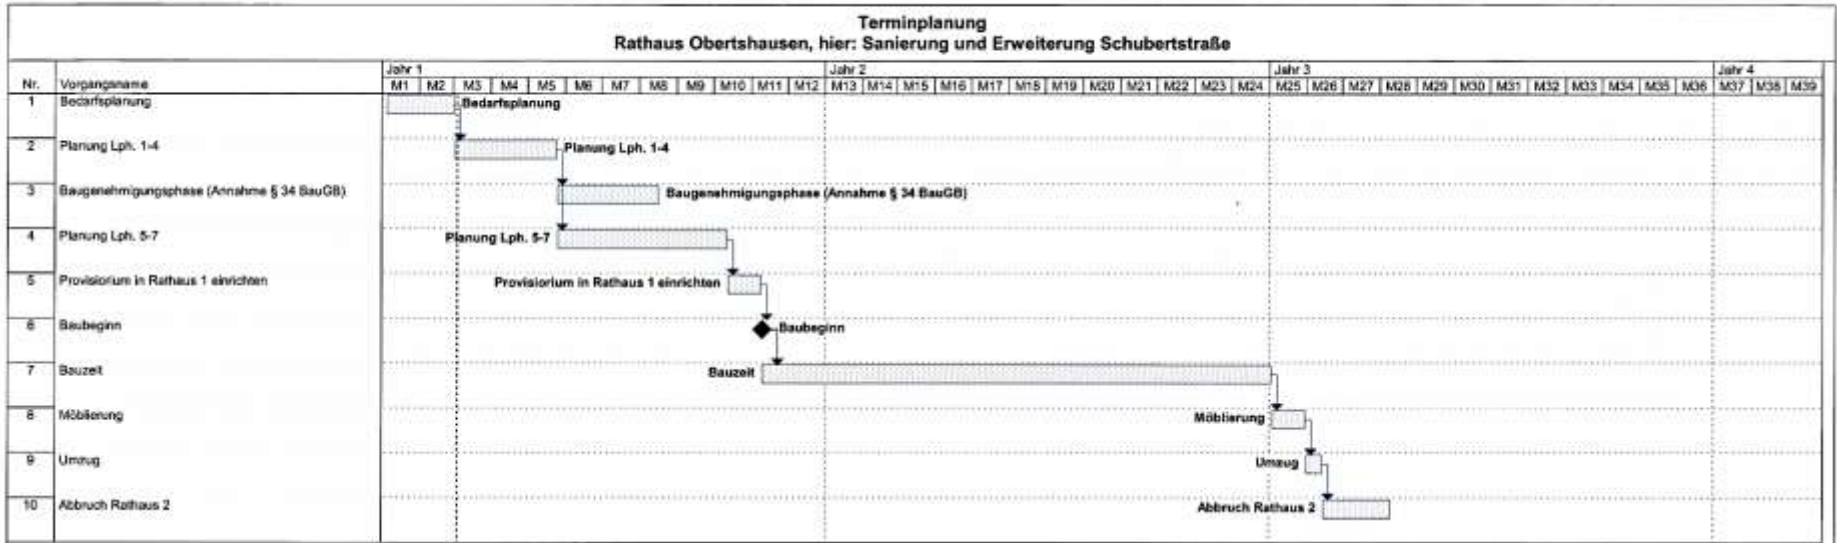 Terminplanung
Rathaus Obertshausen, hier: Sanierung und Erweiterung Schubertstraße
Jahr 1 Jahr 2 Jahr 3 Jahr 4
Nr. Vorgangsname M1 M2 M3 M4 M5 M6 M7 M8 M9 M10 M11 M12 M13 M14 M15 M16 M17 M18 M19 M20 M21 M22 M23 M24 M25 M26 M27 M28 M29 M30 M31 M32 M33 M34 M35 M36 M37 M38 M39
1 Bedarfsplanung Bedarfsplanung
2 Planung Lph. 1-4 Planung Lph. 1-4
3 Baugenehmigungsphase (Annahme § 34 BauGB) Baugenehmigungsphase (Annahme § 34 BauGB)
4 Planung Lph. 5-7 Planung Lph. 5-7
5 Provisiorium in Rathaus 1 einrichten Provisiorium in Rathaus 1 einrichten
6 Baubeginn Baubeginn
7 Bauzeit Bauzeit
8 Möblierung Möblierung
9 Umzug Umzug
10 Abbruch Rathaus 2 Abbruch Rathaus 2